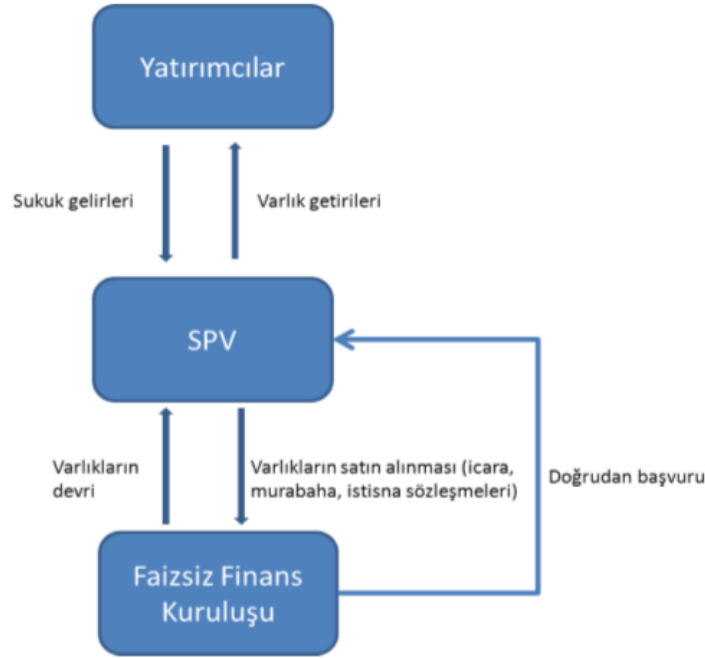 Yatırımcılar
Sukuk gelirleri
Varlık getirileri
SPV
Varlıkların
devri
Varlıkların satın alınması (icara,
murabaha, istisna sözleşmeleri)
Doğrudan başvuru
Faizsiz Finans
Kuruluşu